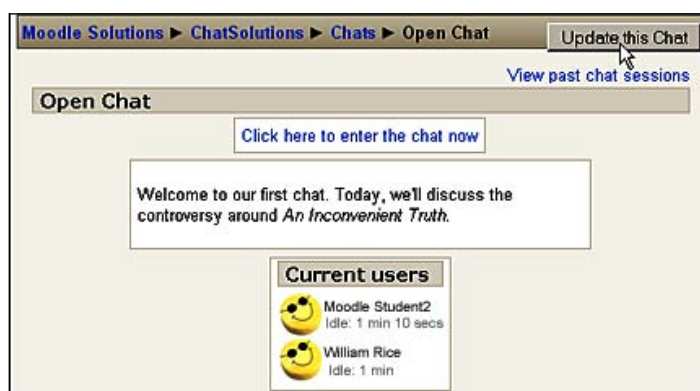 Moodle Solutions ► ChatSolutions ► Chats ► Open Chat
Update this Chat
View past chat sessions
Open Chat
Click here to enter the chat now
Welcome to our first chat. Today, we'll discuss the
controversy around An Inconvenient Truth.
Current users
Moodle Student2
Idle: 1 min 10 secs
William Rice
Idle: 1 min